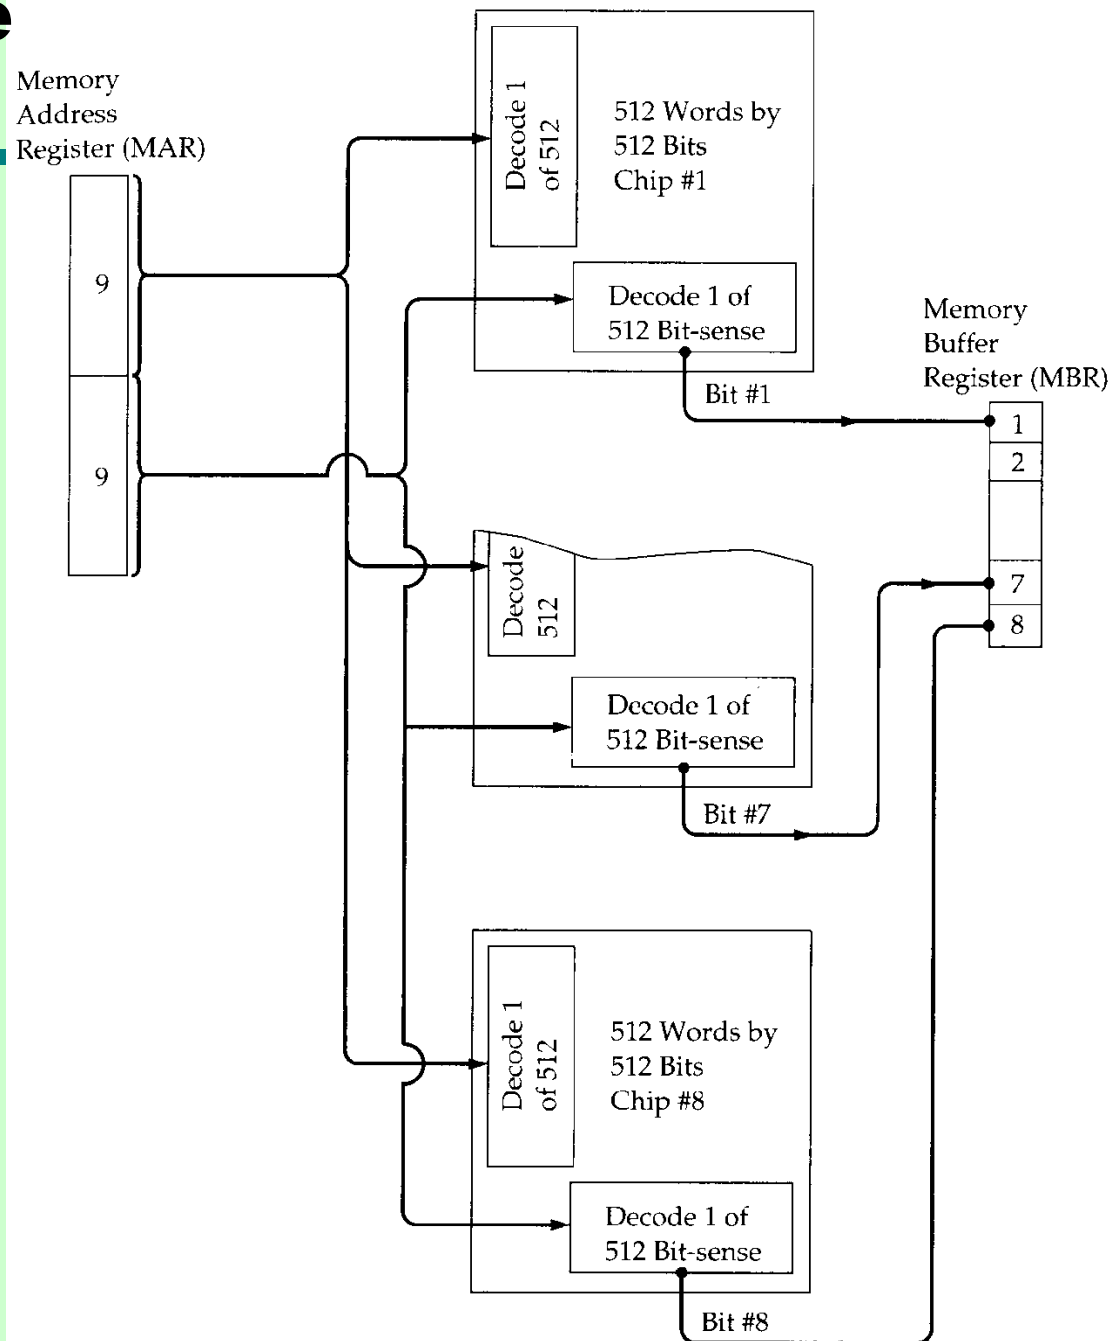 e
Memory
Address
Register (MAR)
9
9
Decode 1
of 512
512 Words by
512 Bits
Chip #1
Decode 1 of
512 Bit-sense
Bit #1
Memory
Buffer
Register (MBR)
1
2
7
8
Decode
512
Decode 1 of
512 Bit-sense
Bit #7
Decode 1
of 512
512 Words by
512 Bits
Chip #8
Decode 1 of
512 Bit-sense
Bit #8